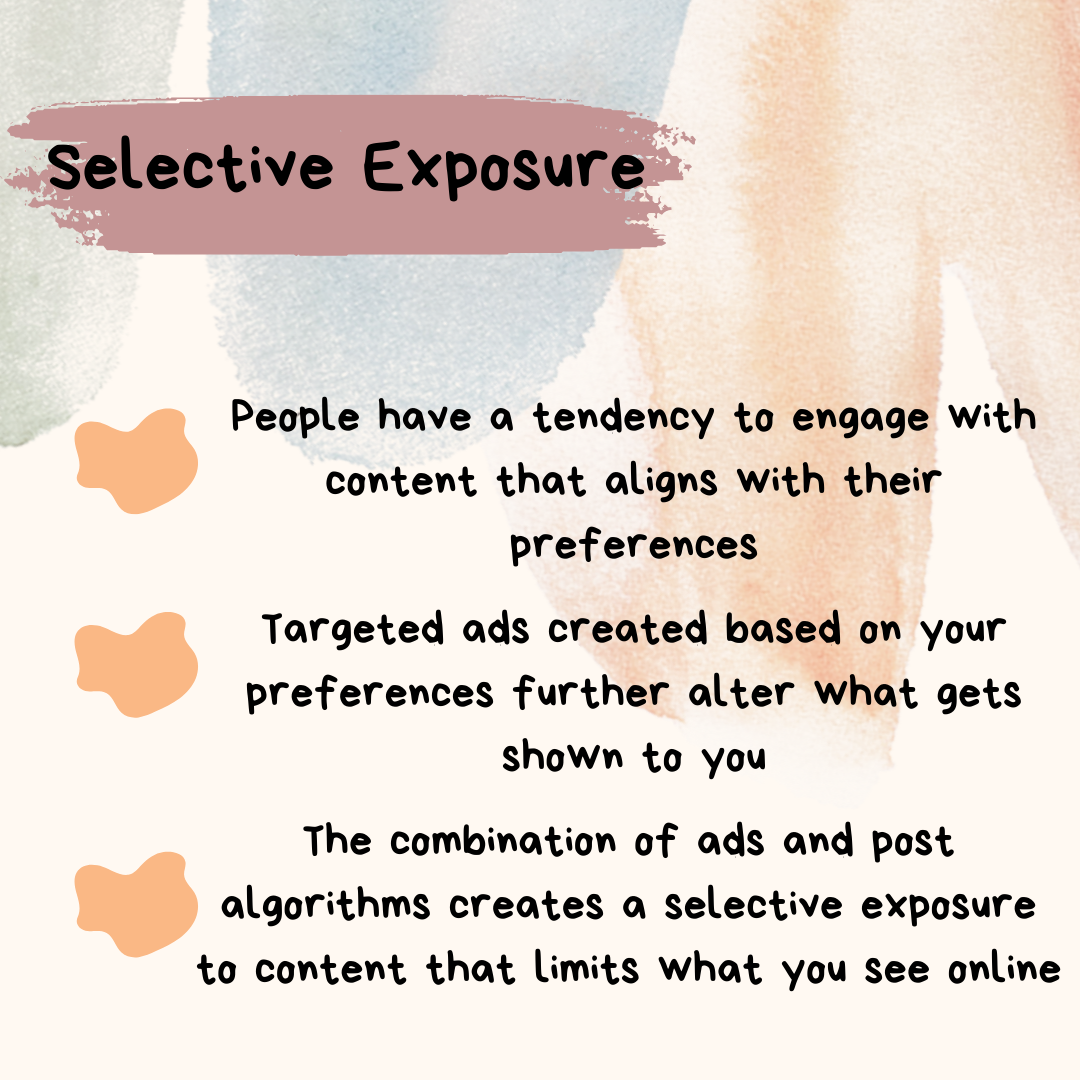 Selective Exposure
People have a tendency to engage with
content that aligns with their
preferences
Targeted ads created based on your
preferences further alter what gets
shown to you
The combination of ads and post
algorithms creates a selective exposure
to content that limits what you see online